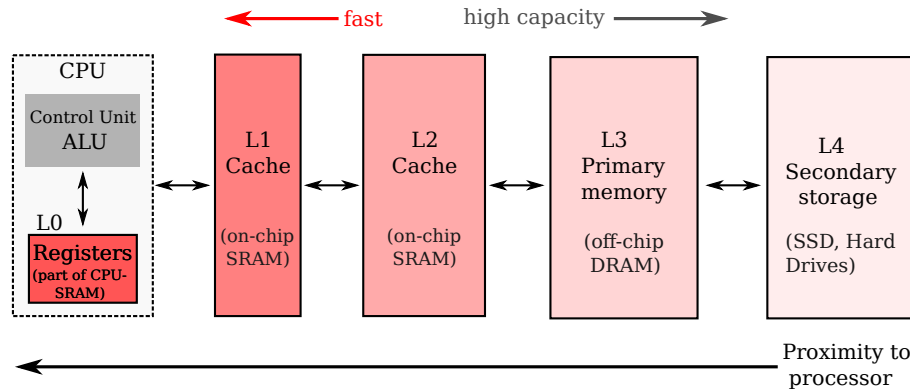 fast
high capacity
CPU
Control Unit
ALU
L0
Registers
(part of CPU-
SRAM)
L1
Cache
(on-chip
SRAM)
L2
Cache
(on-chip
SRAM)
L3
Primary
memory
(off-chip
DRAM)
L4
Secondary
storage
(SSD, Hard
Drives)
Proximity to
processor